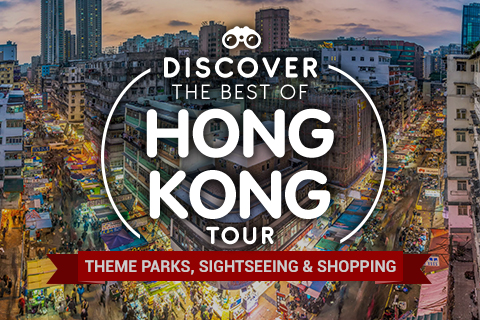 DISCOVER
THE BEST OF
HONG
KONG
TOUR
THEME PARKS, SIGHTSEEING & SHOPPING